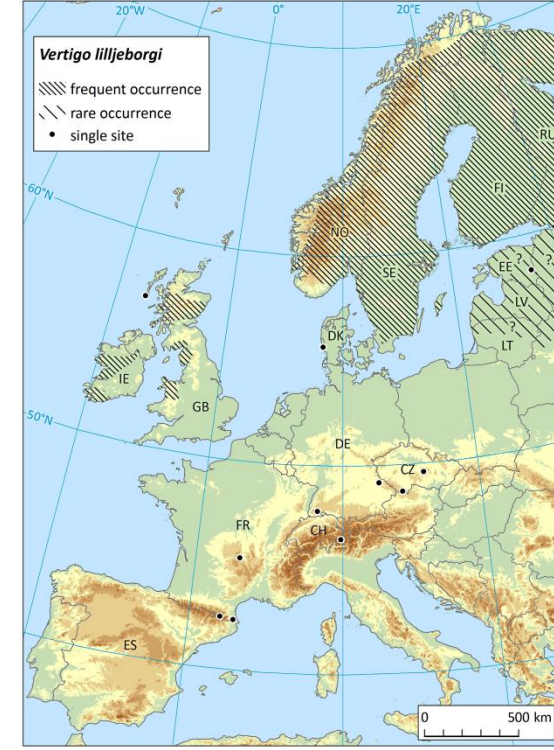 20°W
0°
20°E
Vertigo lilljeborgi
frequent occurrence
rare occurrence
single site
60°N
50°N
40°N
RU
FI
NO
SE
EE
?
?
LV
?
LT
DK
IE
GB
DE
CZ
FR
CH
ES
0 500 km